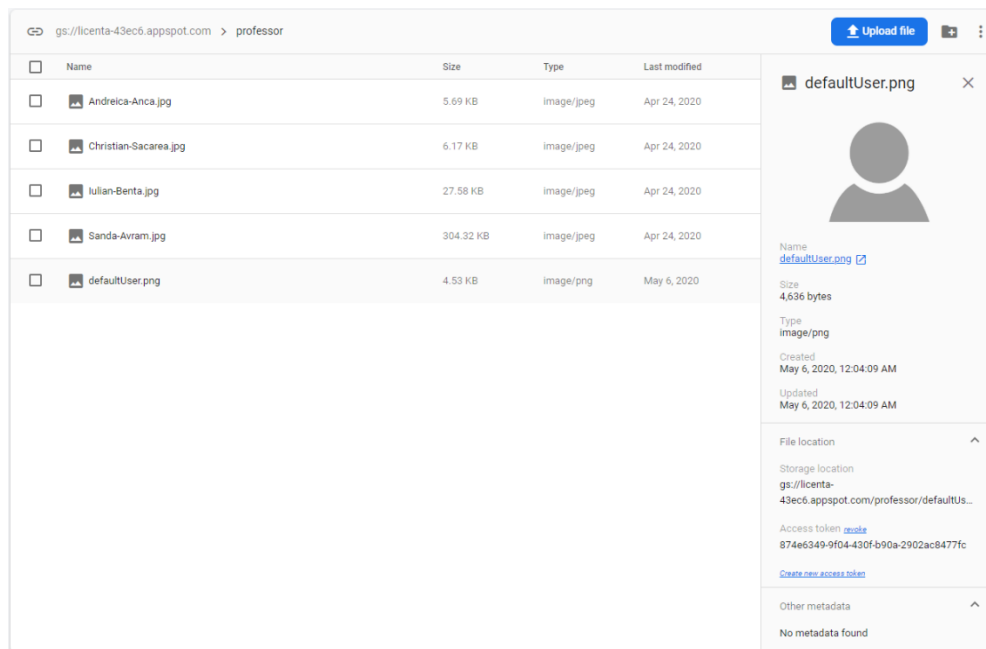 gs://licenta-43ec6.appspot.com > professor
Upload file
Name Size Type Last modified
Andreica-Anca.jpg 5.69 KB image/jpeg Apr 24, 2020
Christian-Sacarea.jpg 6.17 KB image/jpeg Apr 24, 2020
Iulian-Benta.jpg 27.58 KB image/jpeg Apr 24, 2020
Sanda-Avram.jpg 304.32 KB image/jpeg Apr 24, 2020
defaultUser.png 4.53 KB image/png May 6, 2020
defaultUser.png
Name
defaultUser.png
Size
4,636 bytes
Type
image/png
Created
May 6, 2020, 12:04:09 AM
Updated
May 6, 2020, 12:04:09 AM
File location
Storage location
gs://licenta-
43ec6.appspot.com/professor/defaultUs...
Access token revoke
874e6349-9f04-430f-b90a-2902ac8477fc
Create new access token
Other metadata
No metadata found